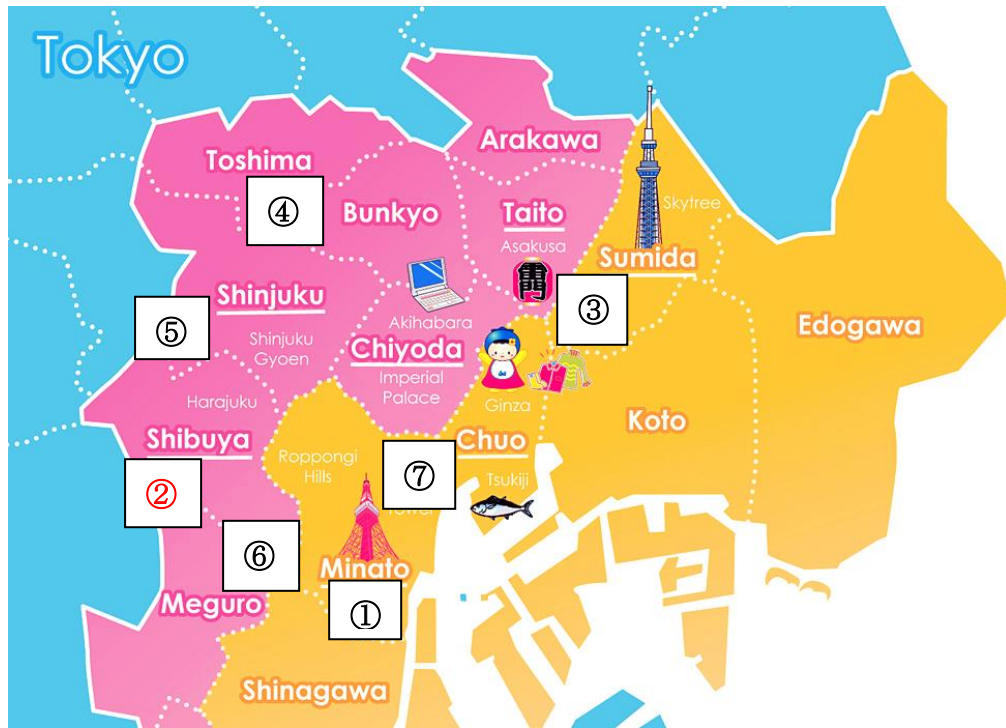 Tokyo
Arakawa
Toshima
④
Bunkyo
Taito
Asakusa
Skytree
Sumida
Shinjuku
⑤
Shinjuku
Gyoen
Akihabara
③
Edogawa
Chiyoda
Imperial
Palace
Harajuku
Ginza
Koto
Shibuya
Chuo
Roppongi
Hills
⑦
Tsukiji
②
Tower
⑥
Minato
Meguro
①
Shinagawa